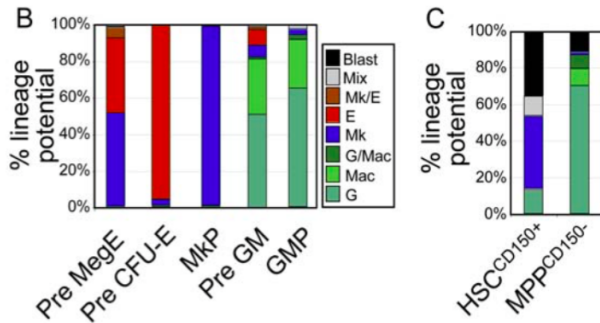 B
% lineage
potential
100%
80%
60%
40%
20%
0%
Pre MegE
Pre CFU-E
MkP
Pre GM
GMP
Blast
Mix
Mk/E
E
Mk
G/Mac
Mac
G
C
% lineage
potential
100%
80%
60%
40%
20%
0%
HSCCD150+
MPPCD150-